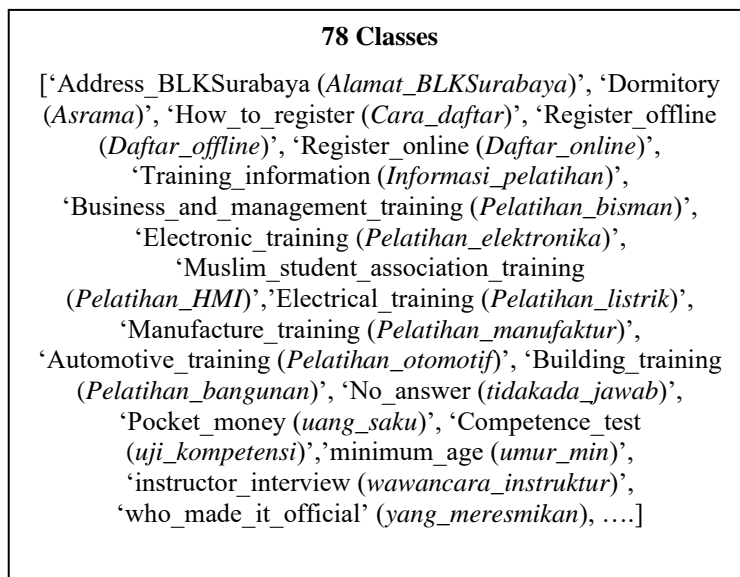 78 Classes
[‘Address_BLKSurabaya (Alamat_BLKSurabaya)’, ‘Dormitory
(Asrama)’, ‘How_to_register (Cara_daftar)’, ‘Register_offline
(Daftar_offline)’, ‘Register_online (Daftar_online)’,
‘Training_information (Informasi_pelatihan)’,
‘Business_and_management_training (Pelatihan_bisman)’,
‘Electronic_training (Pelatihan_elektronika)’,
‘Muslim_student_association_training
(Pelatihan_HMI)’,’Electrical_training (Pelatihan_listrik)’,
‘Manufacture_training (Pelatihan_manufaktur)’,
‘Automotive_training (Pelatihan_otomotif)’, ‘Building_training
(Pelatihan_bangunan)’, ‘No_answer (tidakada_jawab)’,
‘Pocket_money (uang_saku)’, ‘Competence_test
(uji_kompetensi)’,’minimum_age (umur_min)’,
‘instructor_interview (wawancara_instruktur)’,
‘who_made_it_official’ (yang_meresmikan), ….]